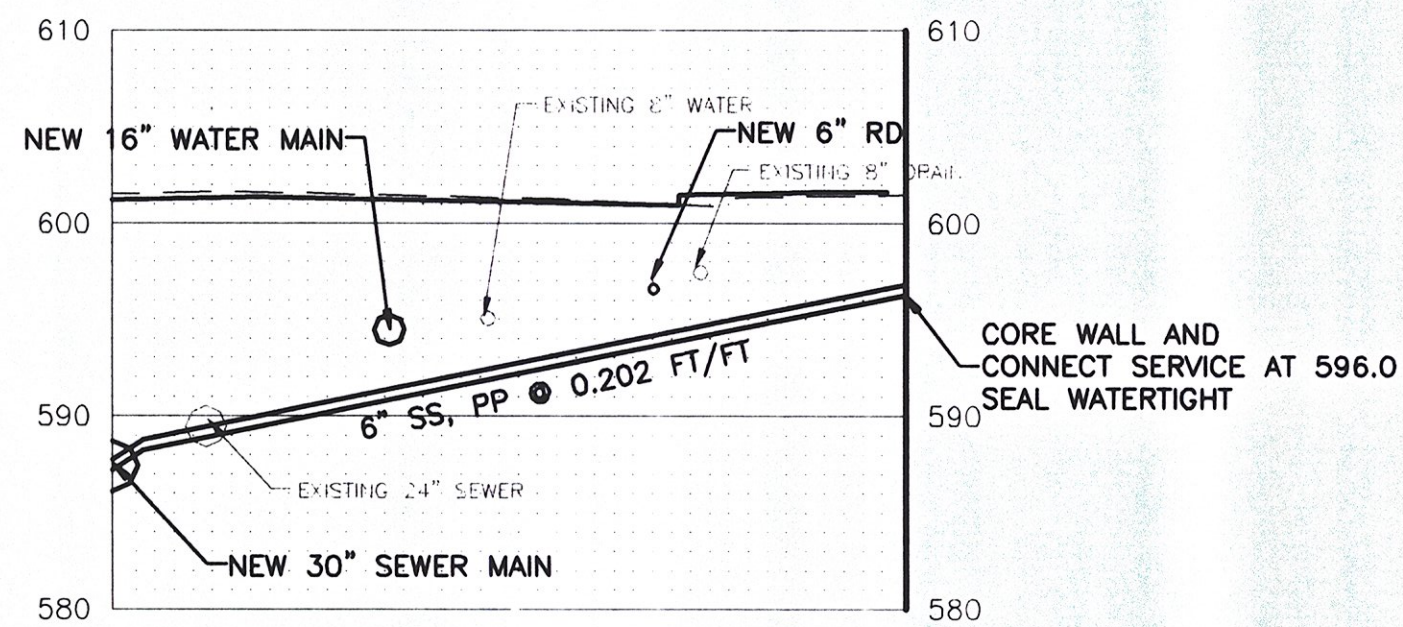 610
610
EXISTING 8" WATER
NEW 16" WATER MAIN
NEW 6" RD
EXISTING 8" DRAIN
600
600
CORE WALL AND
CONNECT SERVICE AT 596.0
SEAL WATERTIGHT
6" SS, PP @ 0.202 FT/FT
590
590
EXISTING 24" SEWER
NEW 30" SEWER MAIN
580
580